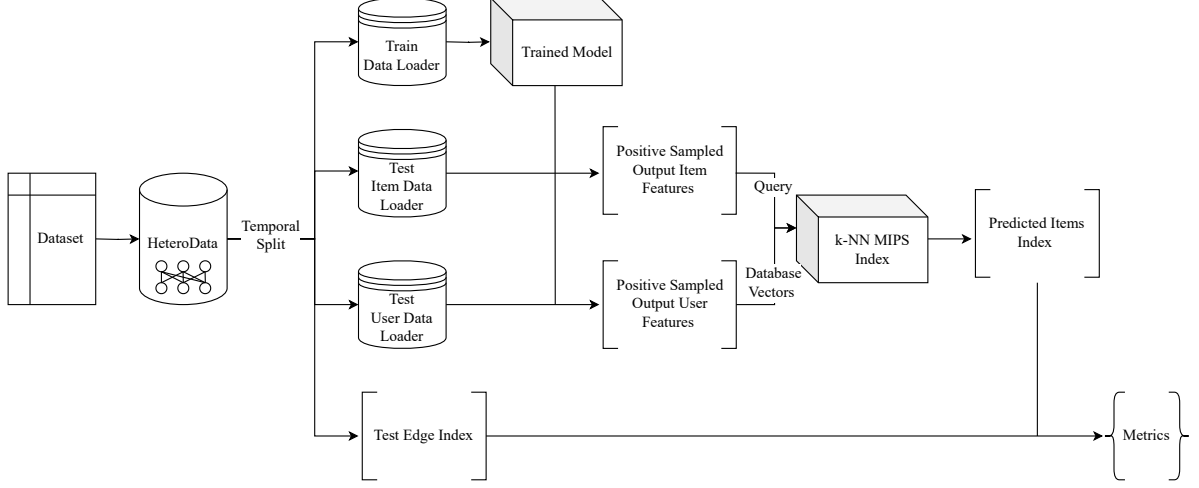 Train
Data Loader
Trained Model
Test
Item Data
Loader
Positive Sampled
Output Item
Features
Query
Dataset
HeteroData
Temporal
Split
k-NN MIPS
Index
Predicted Items
Index
Test
User Data
Loader
Positive Sampled
Output User
Features
Database
Vectors
Test Edge Index
Metrics